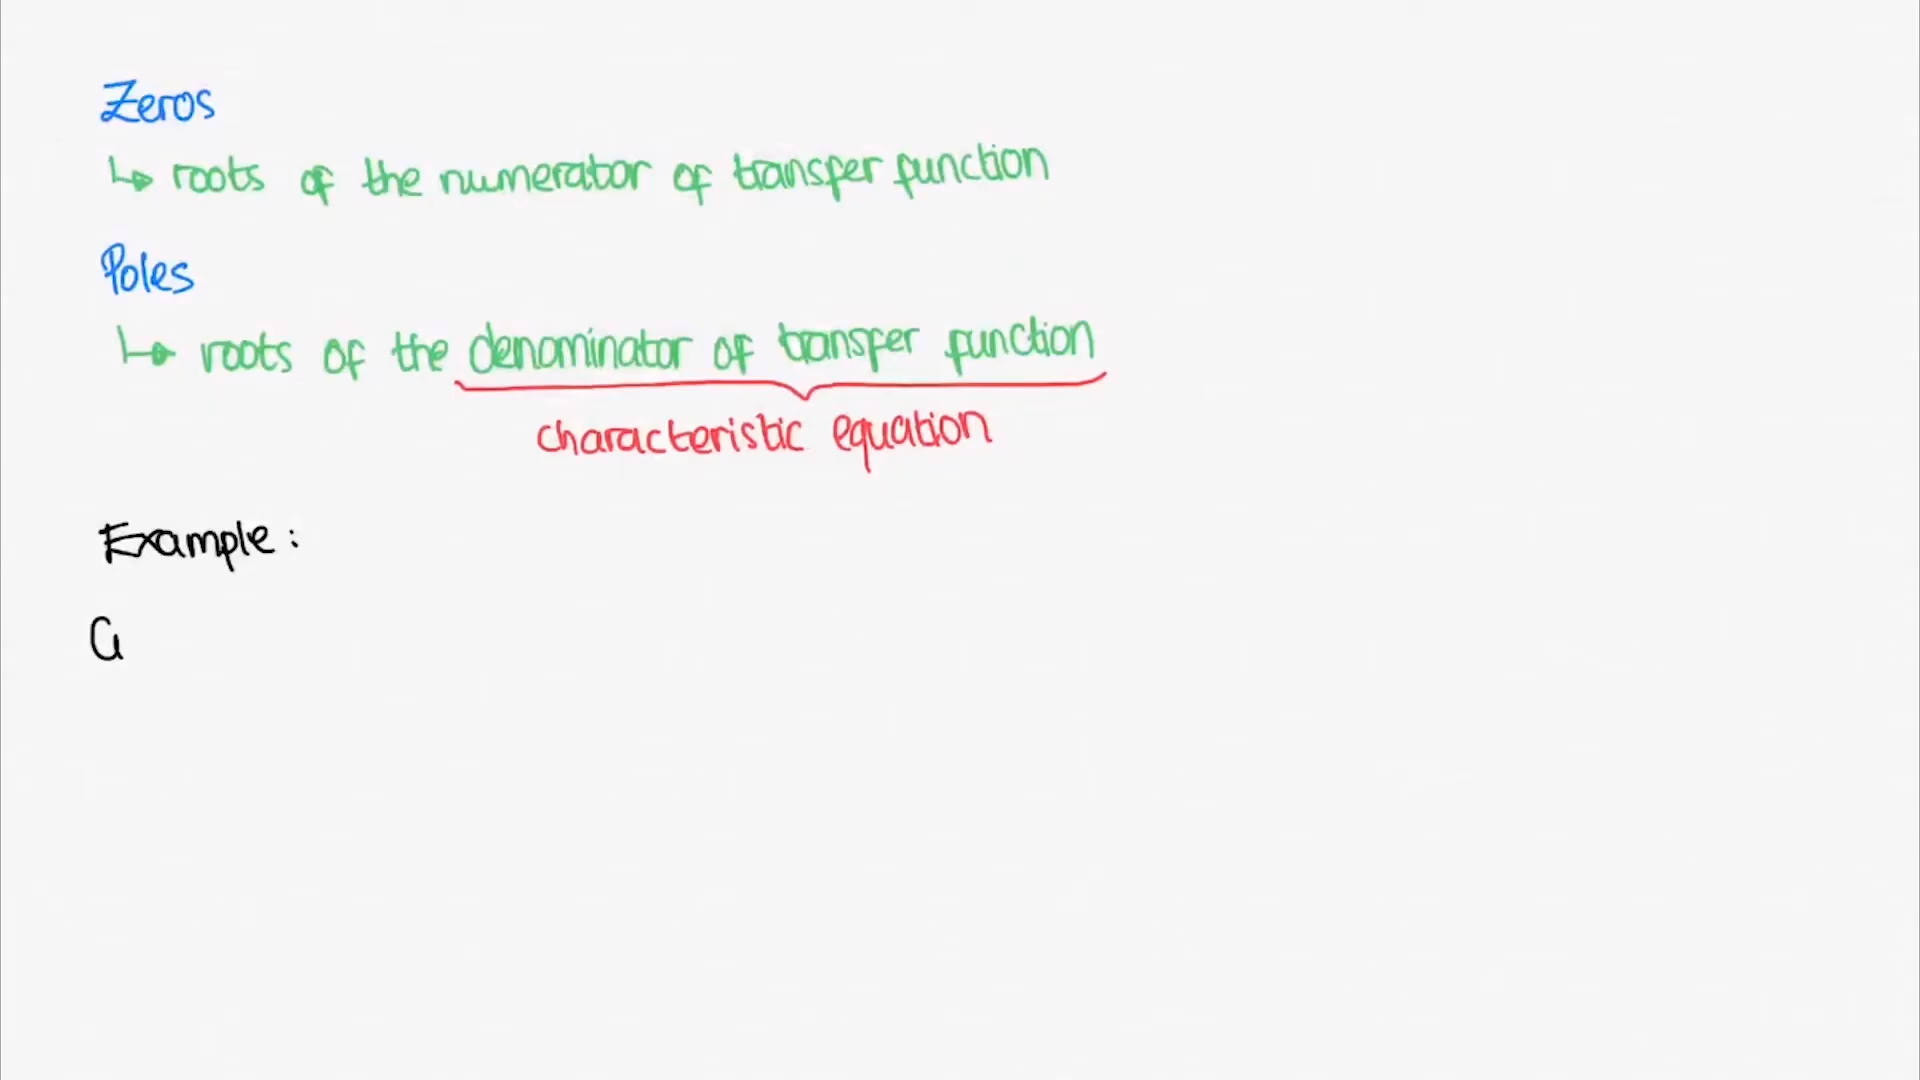 Zeros
↳ roots of the numerator of transfer function
Poles
↳ roots of the denominator of transfer function
characteristic equation
Example:
G